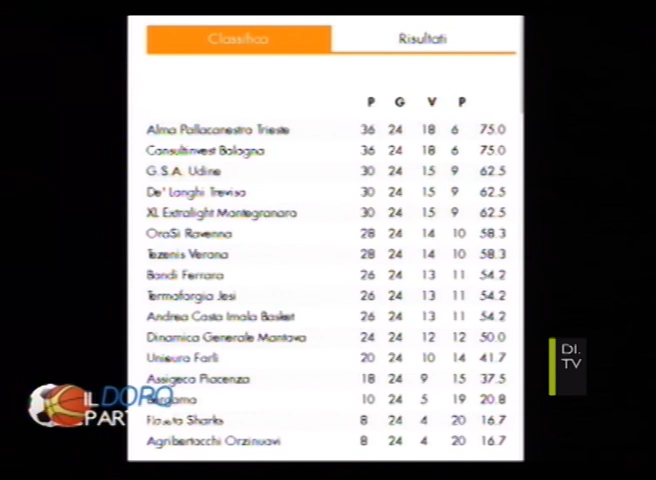 Classifica Risultati
P G V P
Alma Pallacanestro Trieste 36 24 18 6 75.0
Consultinvest Bologna 36 24 18 6 75.0
G.S.A. Udine 30 24 15 9 62.5
De' Longhi Treviso 30 24 15 9 62.5
XL Extralight Montegranaro 30 24 15 9 62.5
OraSì Ravenna 28 24 14 10 58.3
Tezenis Verona 28 24 14 10 58.3
Bondi Ferrara 26 24 13 11 54.2
Termoforgia Jesi 26 24 13 11 54.2
Andrea Costa Imola Basket 26 24 13 11 54.2
Dinamica Generale Mantova 24 24 12 12 50.0
Unieuro Forlì 20 24 10 14 41.7
Assigeco Piacenza 18 24 9 15 37.5
Bergamo 10 24 5 19 20.8
Roseto Sharks 8 24 4 20 16.7
Agribertocchi Orzinuovi 8 24 4 20 16.7
DI.
TV
IL DOPO
PART